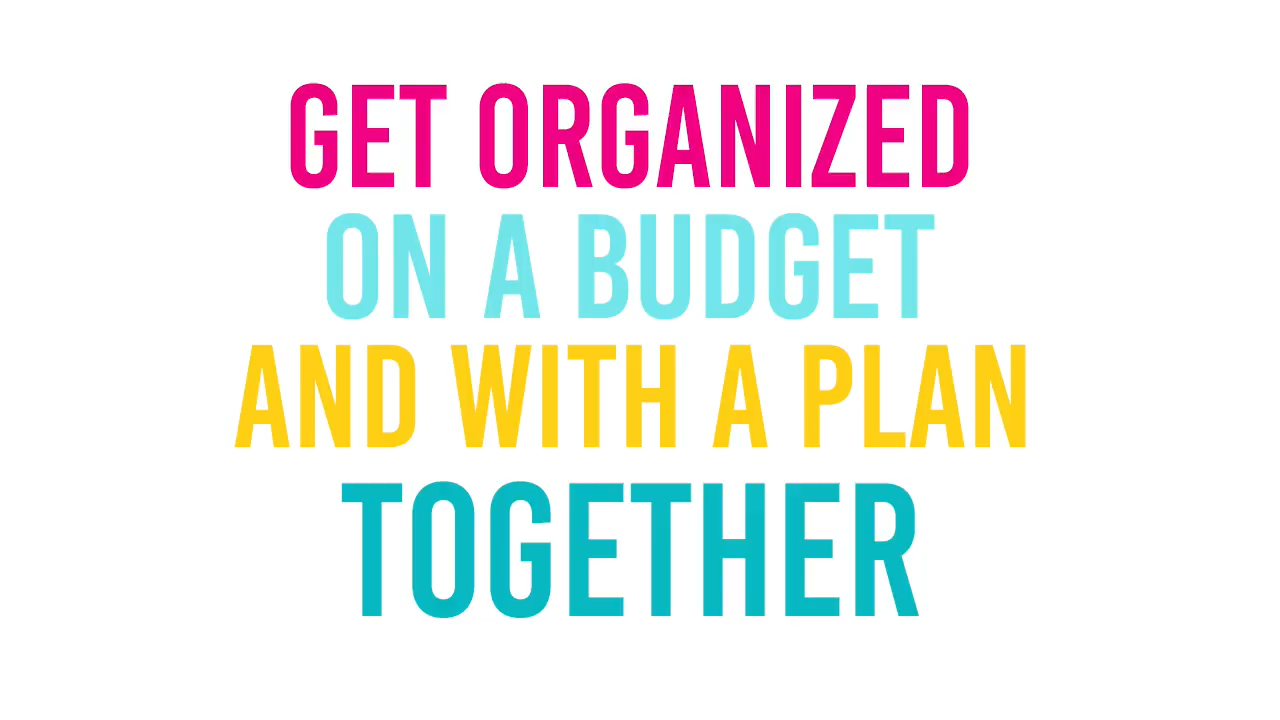 GET ORGANIZED
ON A BUDGET
AND WITH A PLAN
TOGETHER